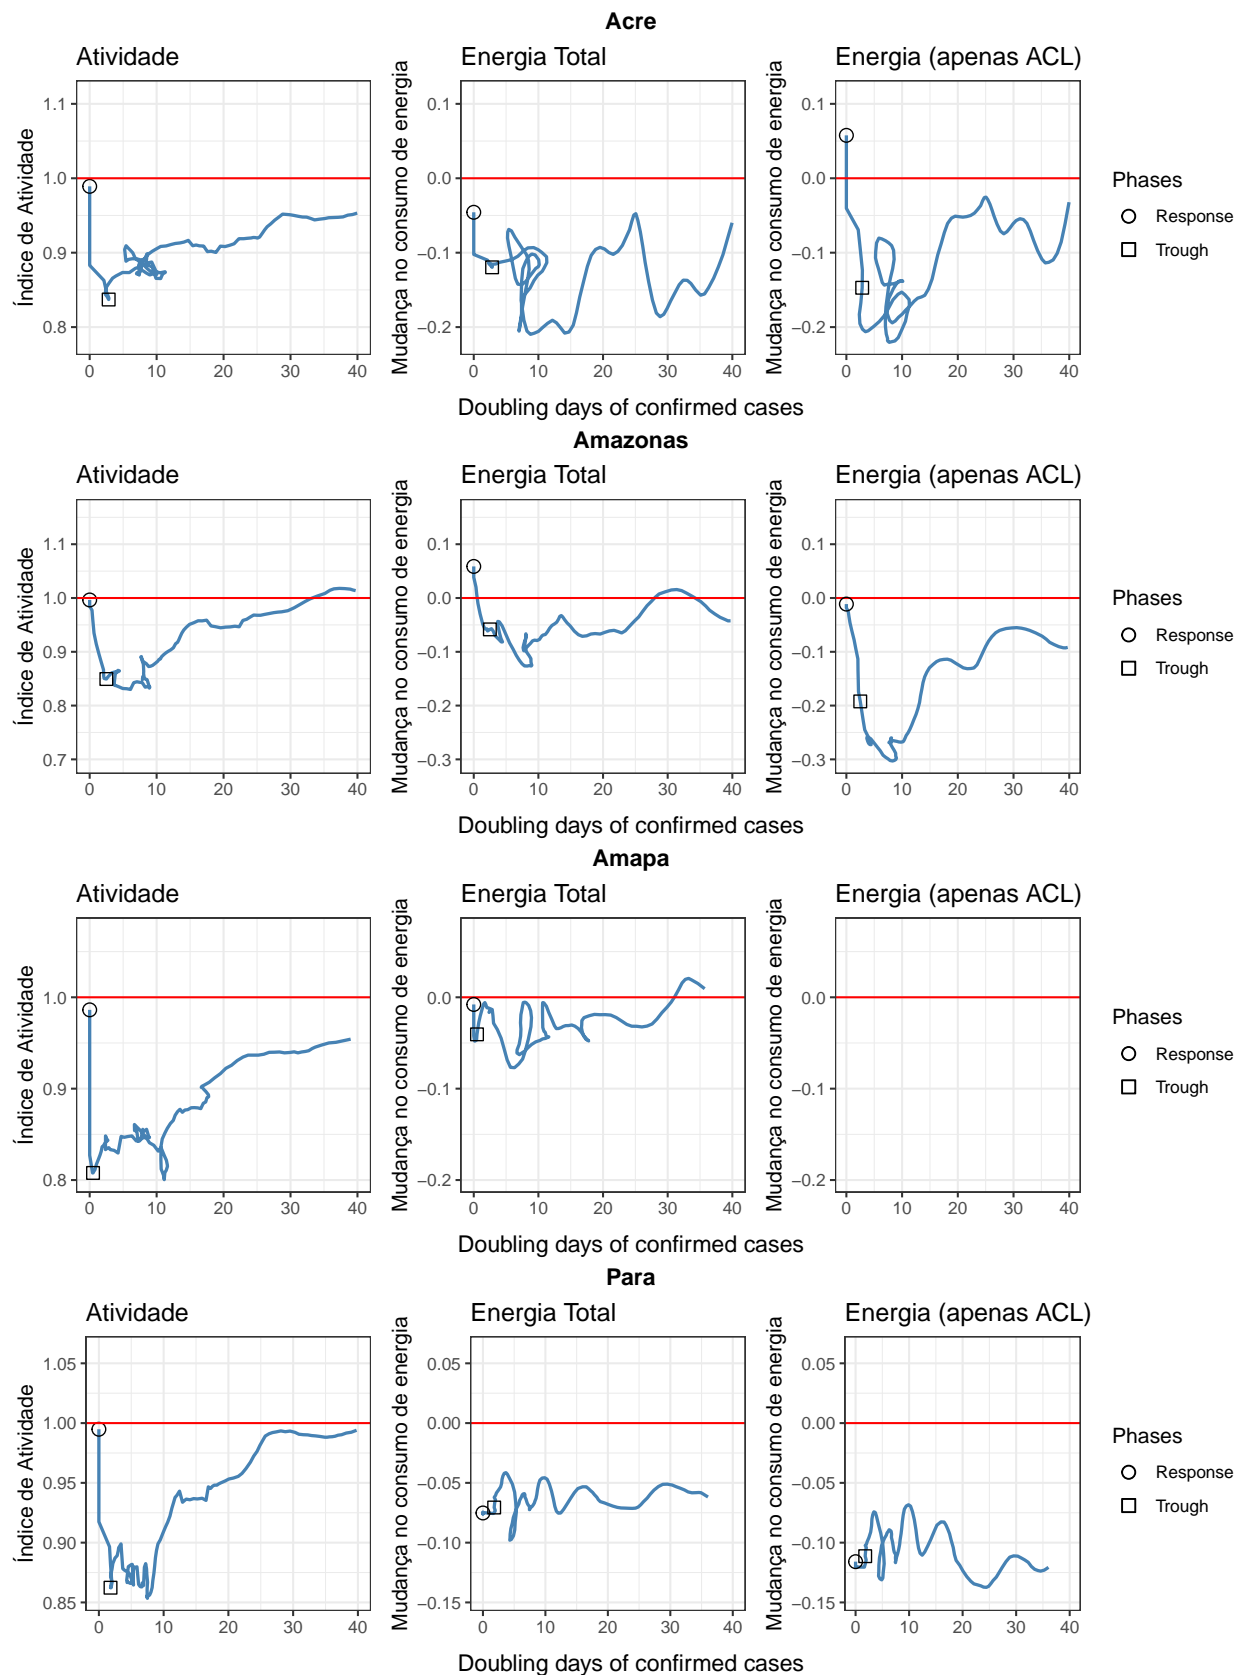 Acre
Atividade
Energia Total
Energia (apenas ACL)
Índice de Atividade
1.1
1.0
0.9
0.8
0 10 20 30 40
Mudança no consumo de energia
0.1
0.0
−0.1
−0.2
0 10 20 30 40
Mudança no consumo de energia
0.1
0.0
−0.1
−0.2
0 10 20 30 40
Phases
Response
Trough
Doubling days of confirmed cases
Amazonas
Atividade
Energia Total
Energia (apenas ACL)
Índice de Atividade
1.1
1.0
0.9
0.8
0.7
0 10 20 30 40
Mudança no consumo de energia
0.1
0.0
−0.1
−0.2
−0.3
0 10 20 30 40
Mudança no consumo de energia
0.1
0.0
−0.1
−0.2
−0.3
0 10 20 30 40
Phases
Response
Trough
Doubling days of confirmed cases
Amapa
Atividade
Energia Total
Energia (apenas ACL)
Índice de Atividade
1.0
0.9
0.8
0 10 20 30 40
Mudança no consumo de energia
0.0
−0.1
−0.2
0 10 20 30 40
Mudança no consumo de energia
0.0
−0.1
−0.2
0 10 20 30 40
Phases
Response
Trough
Doubling days of confirmed cases
Para
Atividade
Energia Total
Energia (apenas ACL)
Índice de Atividade
1.05
1.00
0.95
0.90
0.85
0 10 20 30 40
Mudança no consumo de energia
0.05
0.00
−0.05
−0.10
−0.15
0 10 20 30 40
Mudança no consumo de energia
0.05
0.00
−0.05
−0.10
−0.15
0 10 20 30 40
Phases
Response
Trough
Doubling days of confirmed cases